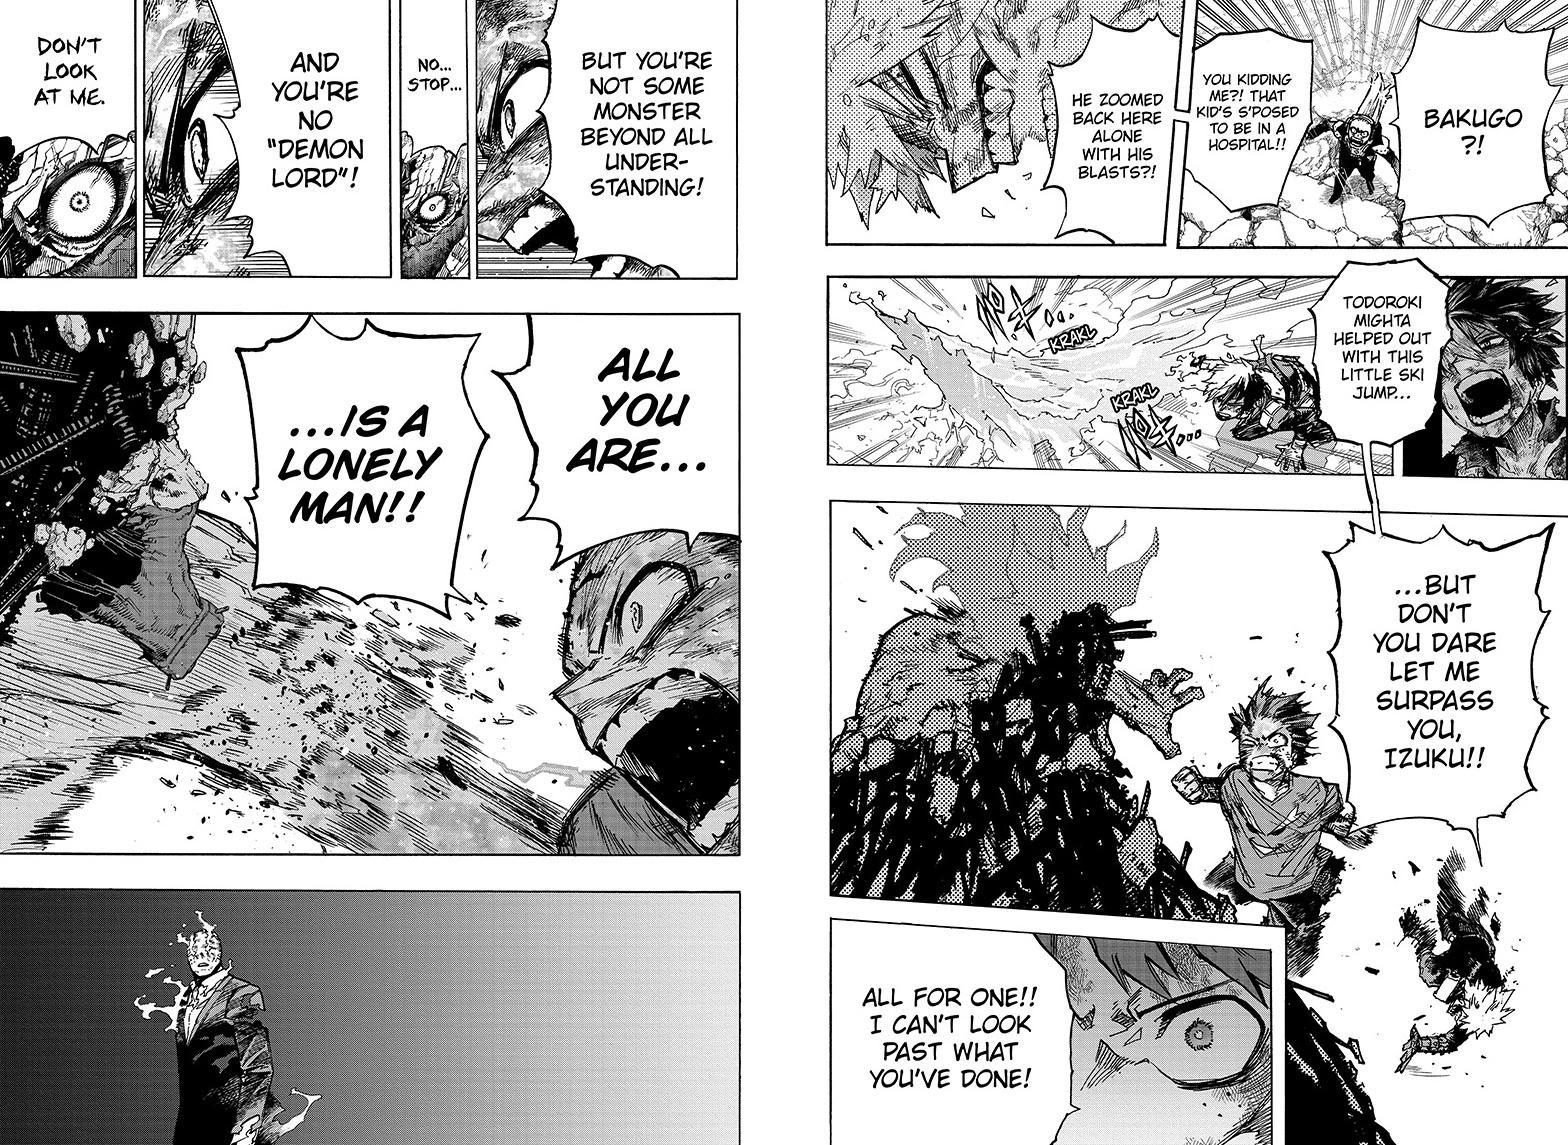 BAKUGO
?!
YOU KIDDING
ME?! THAT
KID'S S'POSED
TO BE IN A
HOSPITAL!!
HE ZOOMED
BACK HERE
ALONE
WITH HIS
BLASTS?!
TODOROKI
MIGHTA
HELPED OUT
WITH THIS
LITTLE SKI
JUMP...
KRAKL
KRAKL
...BUT
DON'T
YOU DARE
LET ME
SURPASS
YOU,
IZUKU!!
ALL FOR ONE!!
I CAN'T LOOK
PAST WHAT
YOU'VE DONE!
BUT YOU'RE
NOT SOME
MONSTER
BEYOND ALL
UNDER-
STANDING!
NO...
STOP...
AND
YOU'RE
NO
"DEMON
LORD"!
DON'T
LOOK
AT ME.
ALL
YOU
ARE...
...IS A
LONELY
MAN!!